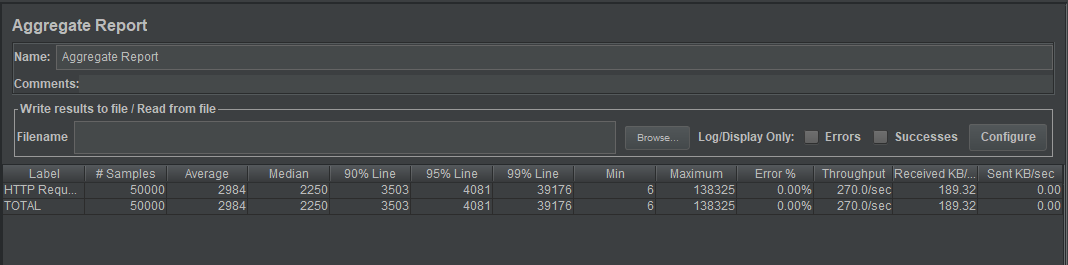 Aggregate Report
Name: Aggregate Report
Comments:
Write results to file / Read from file
Filename Browse... Log/Display Only: Errors Successes Configure
Label # Samples Average Median 90% Line 95% Line 99% Line Min Maximum Error % Throughput Received KB/... Sent KB/sec
HTTP Requ... 50000 2984 2250 3503 4081 39176 6 138325 0.00% 270.0/sec 189.32 0.00
TOTAL 50000 2984 2250 3503 4081 39176 6 138325 0.00% 270.0/sec 189.32 0.00